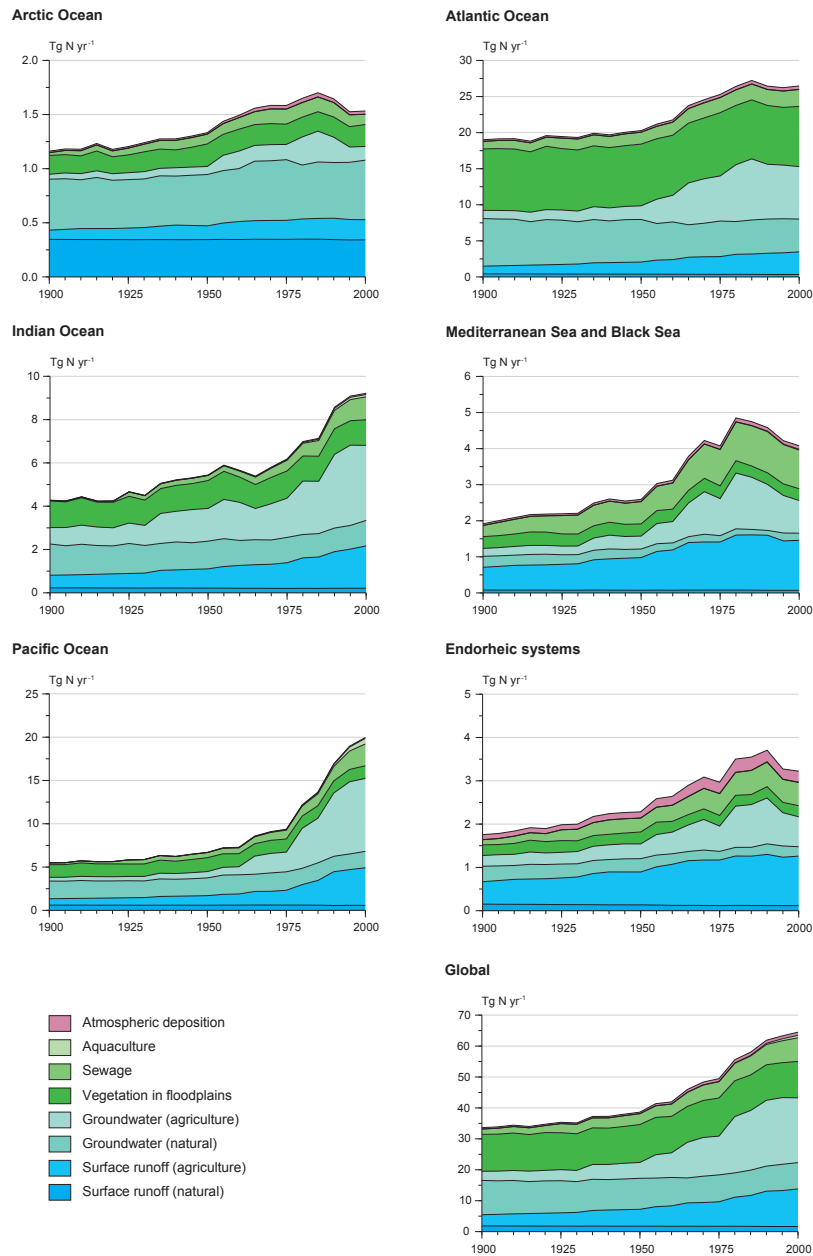 Arctic Ocean
Tg N yr⁻¹
2.0
1.5
1.0
0.5
0.0
1900 1925 1950 1975 2000
Atlantic Ocean
Tg N yr⁻¹
30
25
20
15
10
5
0
1900 1925 1950 1975 2000
Indian Ocean
Tg N yr⁻¹
10
8
6
4
2
0
1900 1925 1950 1975 2000
Mediterranean Sea and Black Sea
Tg N yr⁻¹
6
5
4
3
2
1
0
1900 1925 1950 1975 2000
Pacific Ocean
Tg N yr⁻¹
25
20
15
10
5
0
1900 1925 1950 1975 2000
Endorheic systems
Tg N yr⁻¹
5
4
3
2
1
0
1900 1925 1950 1975 2000
Atmospheric deposition
Aquaculture
Sewage
Vegetation in floodplains
Groundwater (agriculture)
Groundwater (natural)
Surface runoff (agriculture)
Surface runoff (natural)
Global
Tg N yr⁻¹
70
60
50
40
30
20
10
0
1900 1925 1950 1975 2000